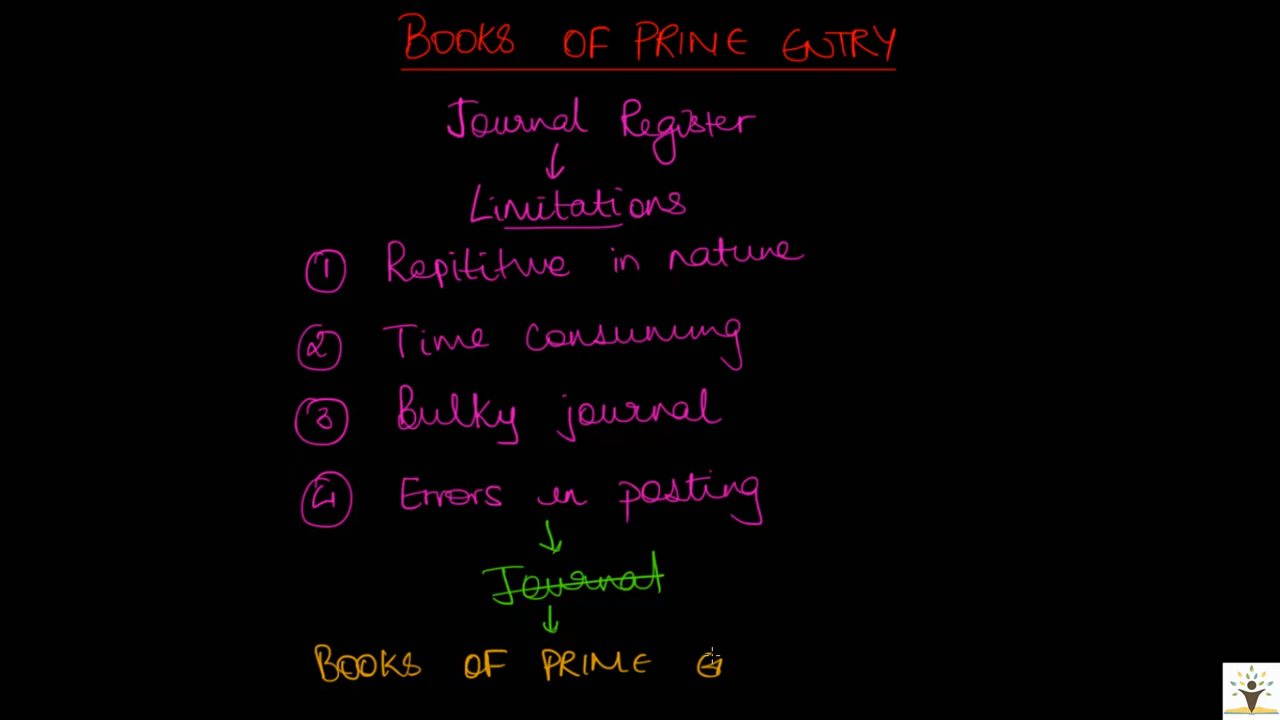 BOOKS OF PRIME ENTRY
Journal Register
Limitations
1 Repititive in nature
2 Time consuming
3 Bulky journal
4 Errors in posting
Journal
BOOKS OF PRIME E